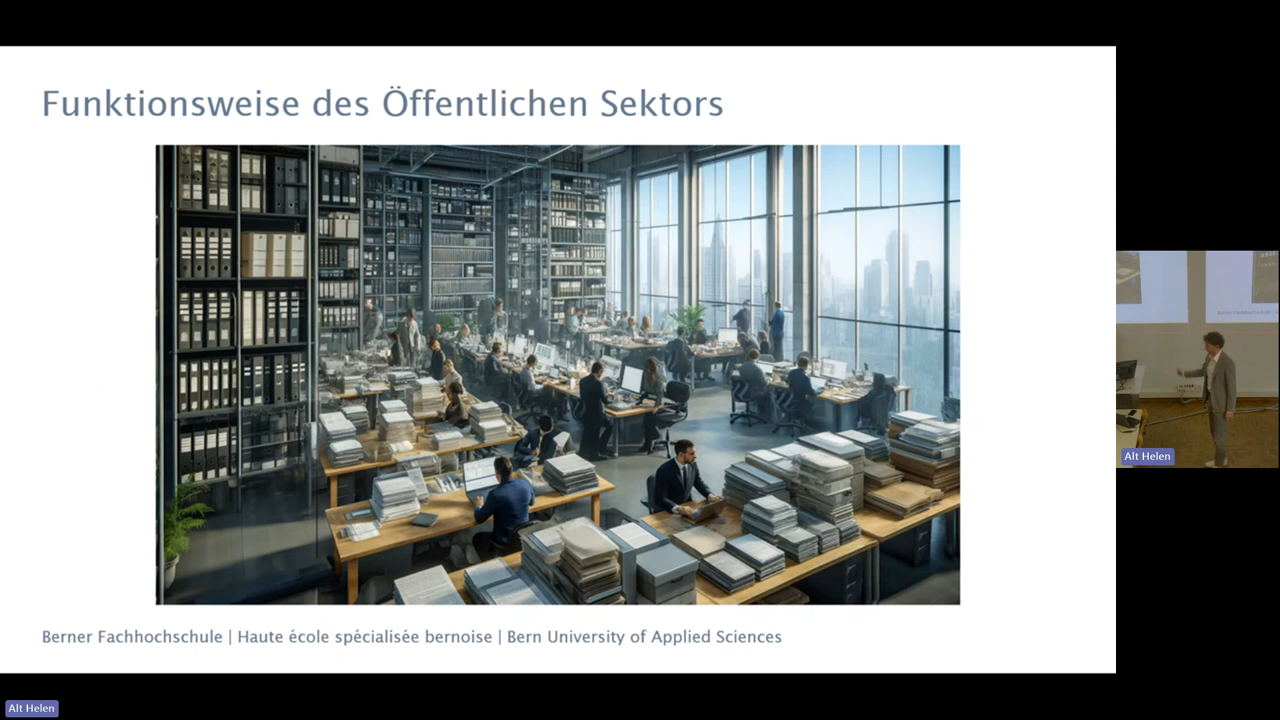 Funktionsweise des Öffentlichen Sektors
Berner Fachhochschule | Haute école spécialisée bernoise | Bern University of Applied Sciences
Alt Helen
Alt Helen